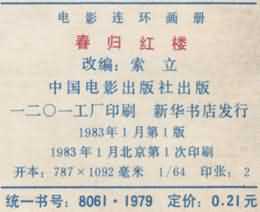 电影连环画册
春归红楼
改编：索立
中国电影出版社出版
一二〇一工厂印刷 新华书店发行
1983年1月第1版
1983年1月北京第1次印刷
开本：787×1092毫米 1/64 印张：2
统一书号：8061·1979 定价：0.21元